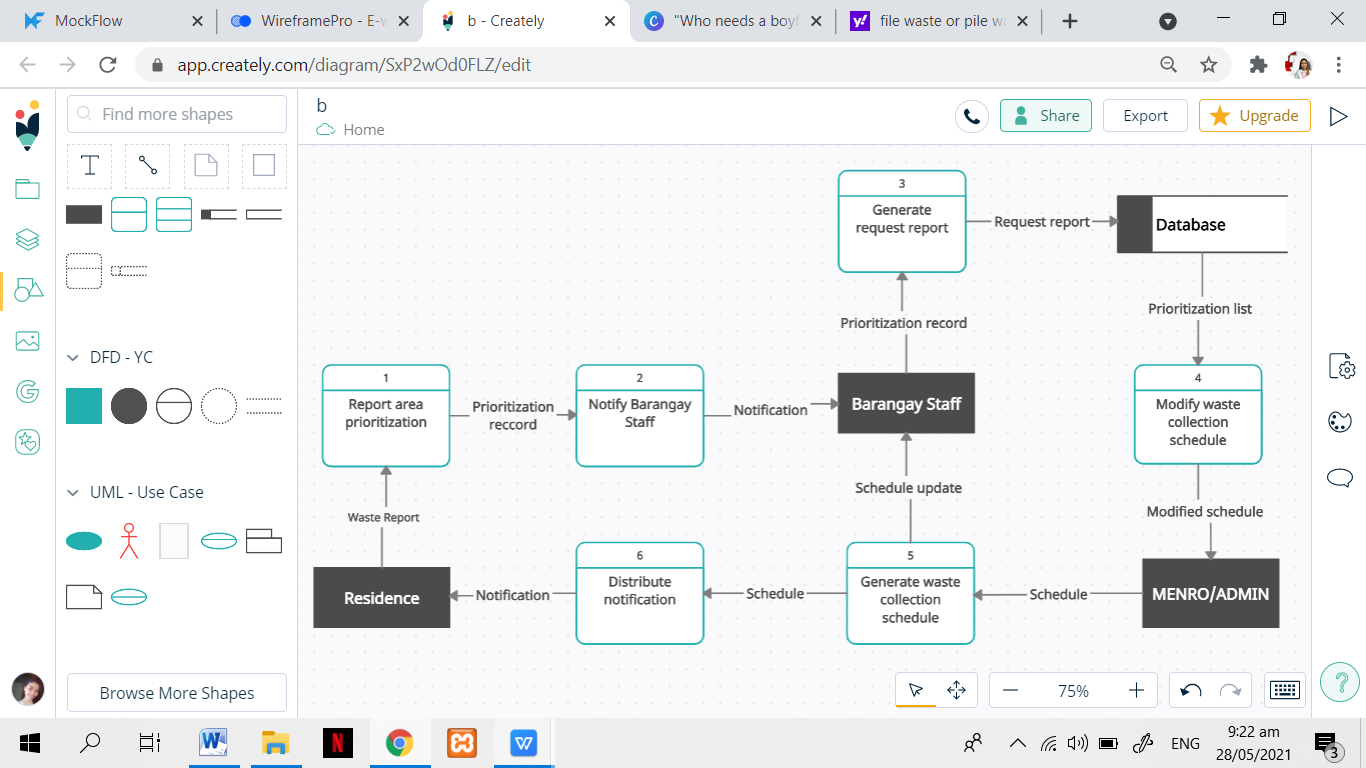 MockFlow
WireframePro - E-w
b - Creately
"Who needs a boyf
file waste or pile wa
app.creately.com/diagram/SxP2wOd0FLZ/edit
Find more shapes
b
Home
Share
Export
Upgrade
T
DFD - YC
UML - Use Case
Browse More Shapes
3
Generate
request report
Request report
Database
Prioritization record
Prioritization list
1
Report area
prioritization
Prioritization
reccord
2
Notify Barangay
Staff
Notification
Barangay Staff
4
Modify waste
collection
schedule
Waste Report
Schedule update
Modified schedule
Residence
Notification
6
Distribute
notification
Schedule
5
Generate waste
collection
schedule
Schedule
MENRO/ADMIN
75%
?
ENG
9:22 am
28/05/2021
3